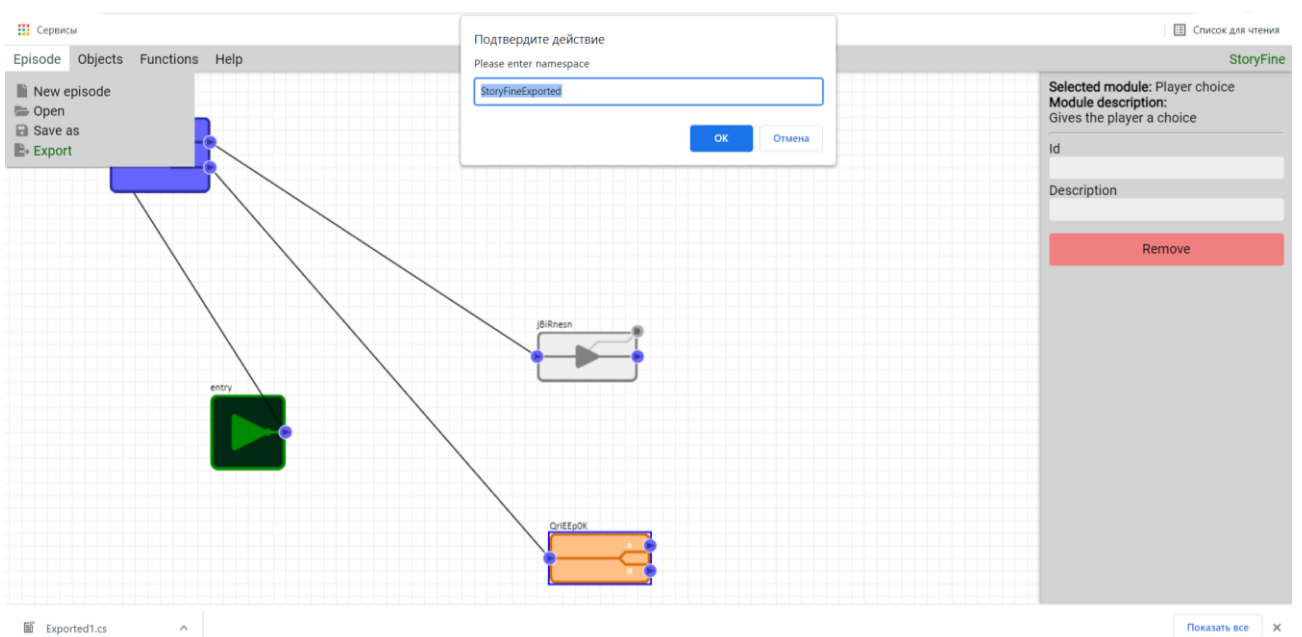 Сервисы
Список для чтения
Подтвердите действие
Please enter namespace
StoryFineExported
ОК
Отмена
Episode Objects Functions Help
StoryFine
New episode
Open
Save as
Export
Selected module: Player choice
Module description:
Gives the player a choice
Id
Description
Remove
jBiRnesn
entry
QrIEEp0K
A
B
Exported1.cs
Показать все